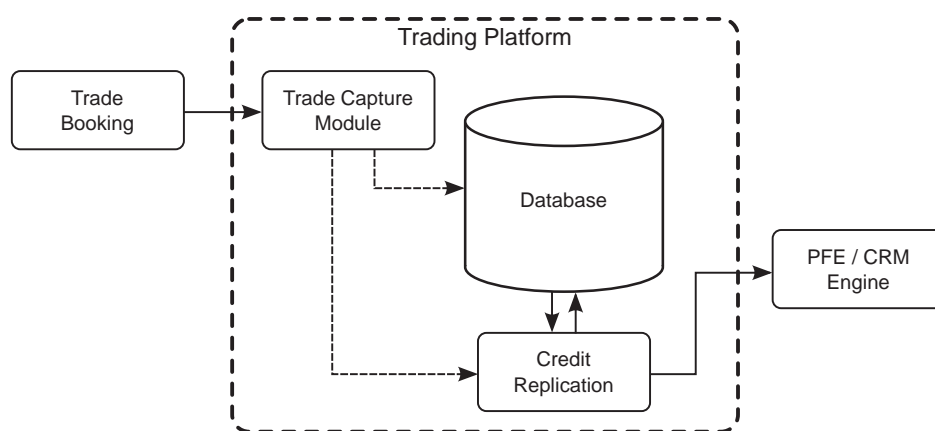 Trading Platform
Trade
Booking
Trade Capture
Module
Database
PFE / CRM
Engine
Credit
Replication